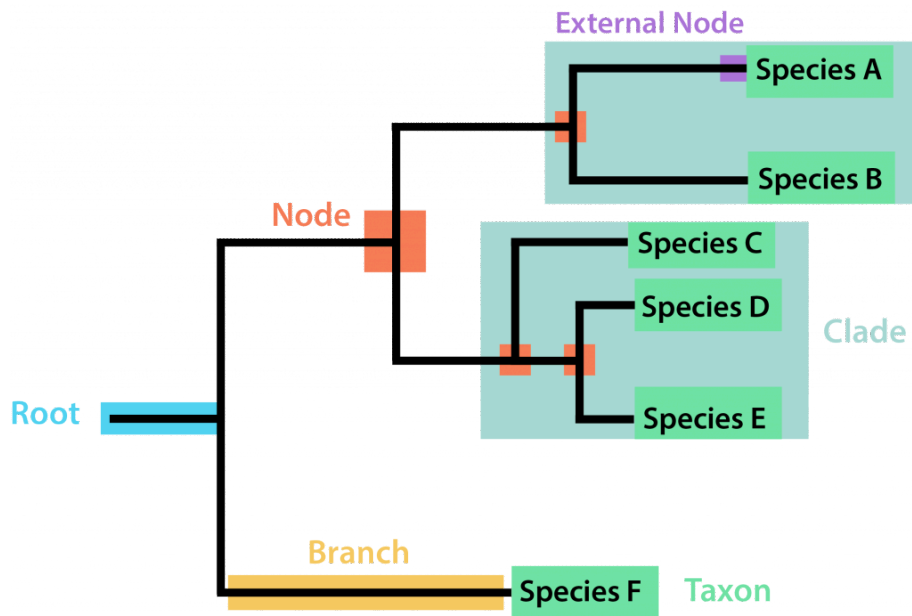 External Node
Species A
Species B
Node
Species C
Species D
Clade
Species E
Root
Branch
Species F
Taxon